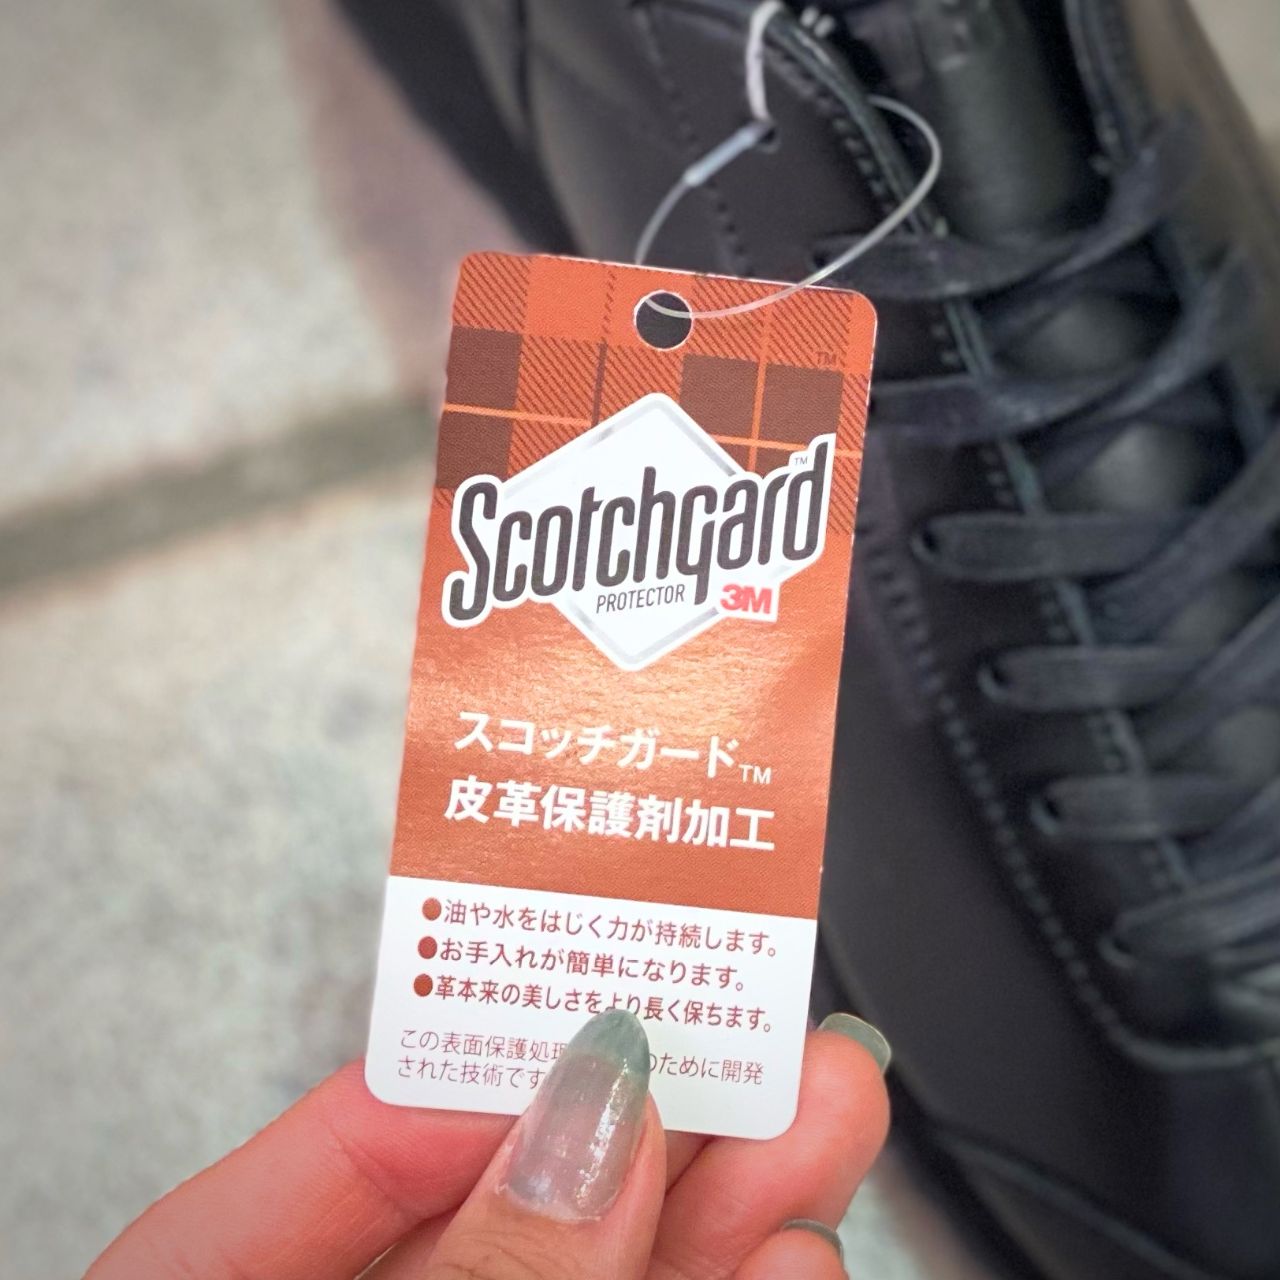 TM
Scotchgard™
PROTECTOR 3M
スコッチガード™
皮革保護剤加工
●油や水をはじく力が持続します。
●お手入れが簡単になります。
●革本来の美しさをより長く保ちます。
この表面保護処 のために開発
された技術です